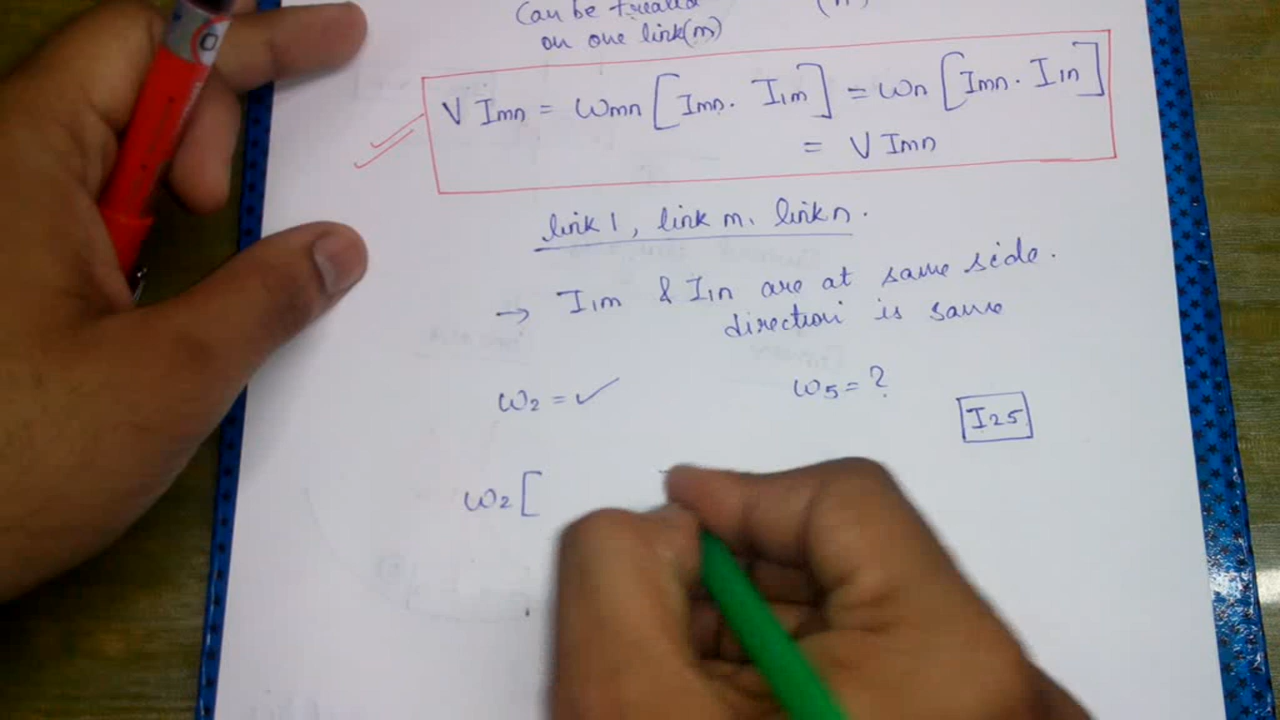 Can be treated (n)
on one link(m)
V Imn = ωmn [Imn. I1m] = ωn [Imn. I1n]
= V Imn
link 1, link m, link n.
→ I1m & I1n are at same side.
direction is same
ω2 = ✓ ω5 = ?
I25
ω2 [